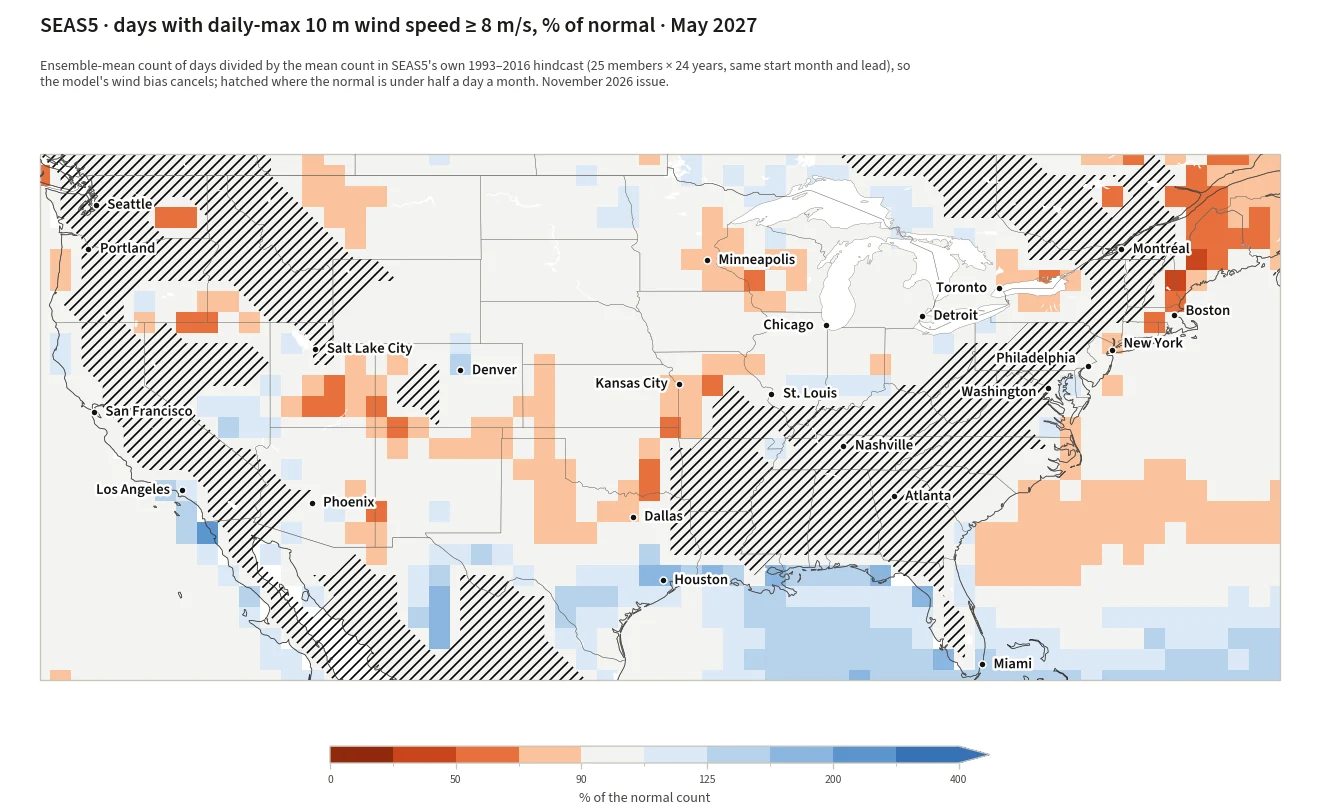 SEAS5 · days with daily-max 10 m wind speed ≥ 8 m/s, % of normal · May 2027
Ensemble-mean count of days divided by the mean count in SEAS5's own 1993–2016 hindcast (25 members × 24 years, same start month and lead), so
the model's wind bias cancels; hatched where the normal is under half a day a month. November 2026 issue.
Seattle
Portland
Montréal
Minneapolis
Toronto
Boston
Detroit
Chicago
New York
Salt Lake City
Philadelphia
Denver
Kansas City
Washington
St. Louis
San Francisco
Nashville
Los Angeles
Atlanta
Phoenix
Dallas
Houston
Miami
0 50 90 125 200 400
% of the normal count